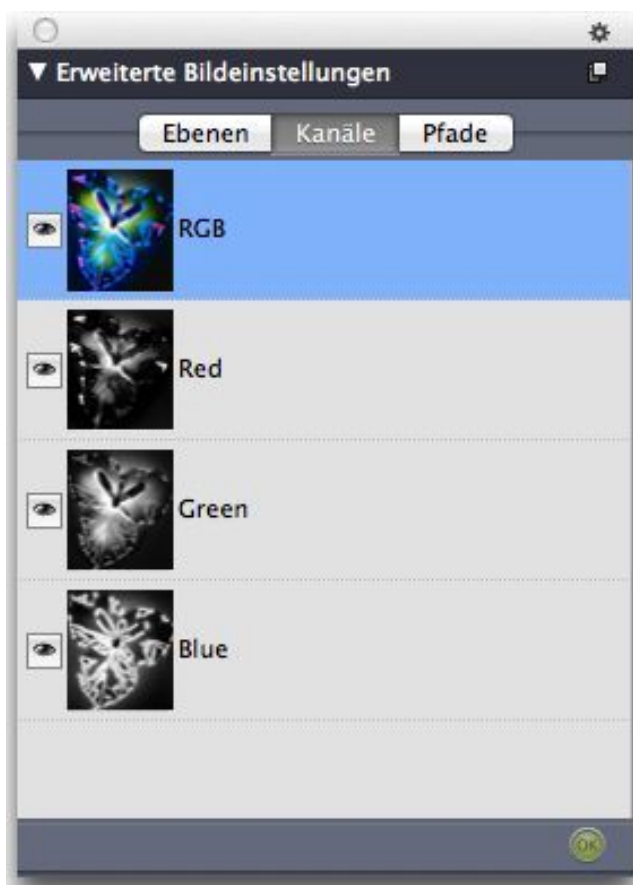 ▼ Erweiterte Bildeinstellungen
Ebenen Kanäle Pfade
RGB
Red
Green
Blue
OK